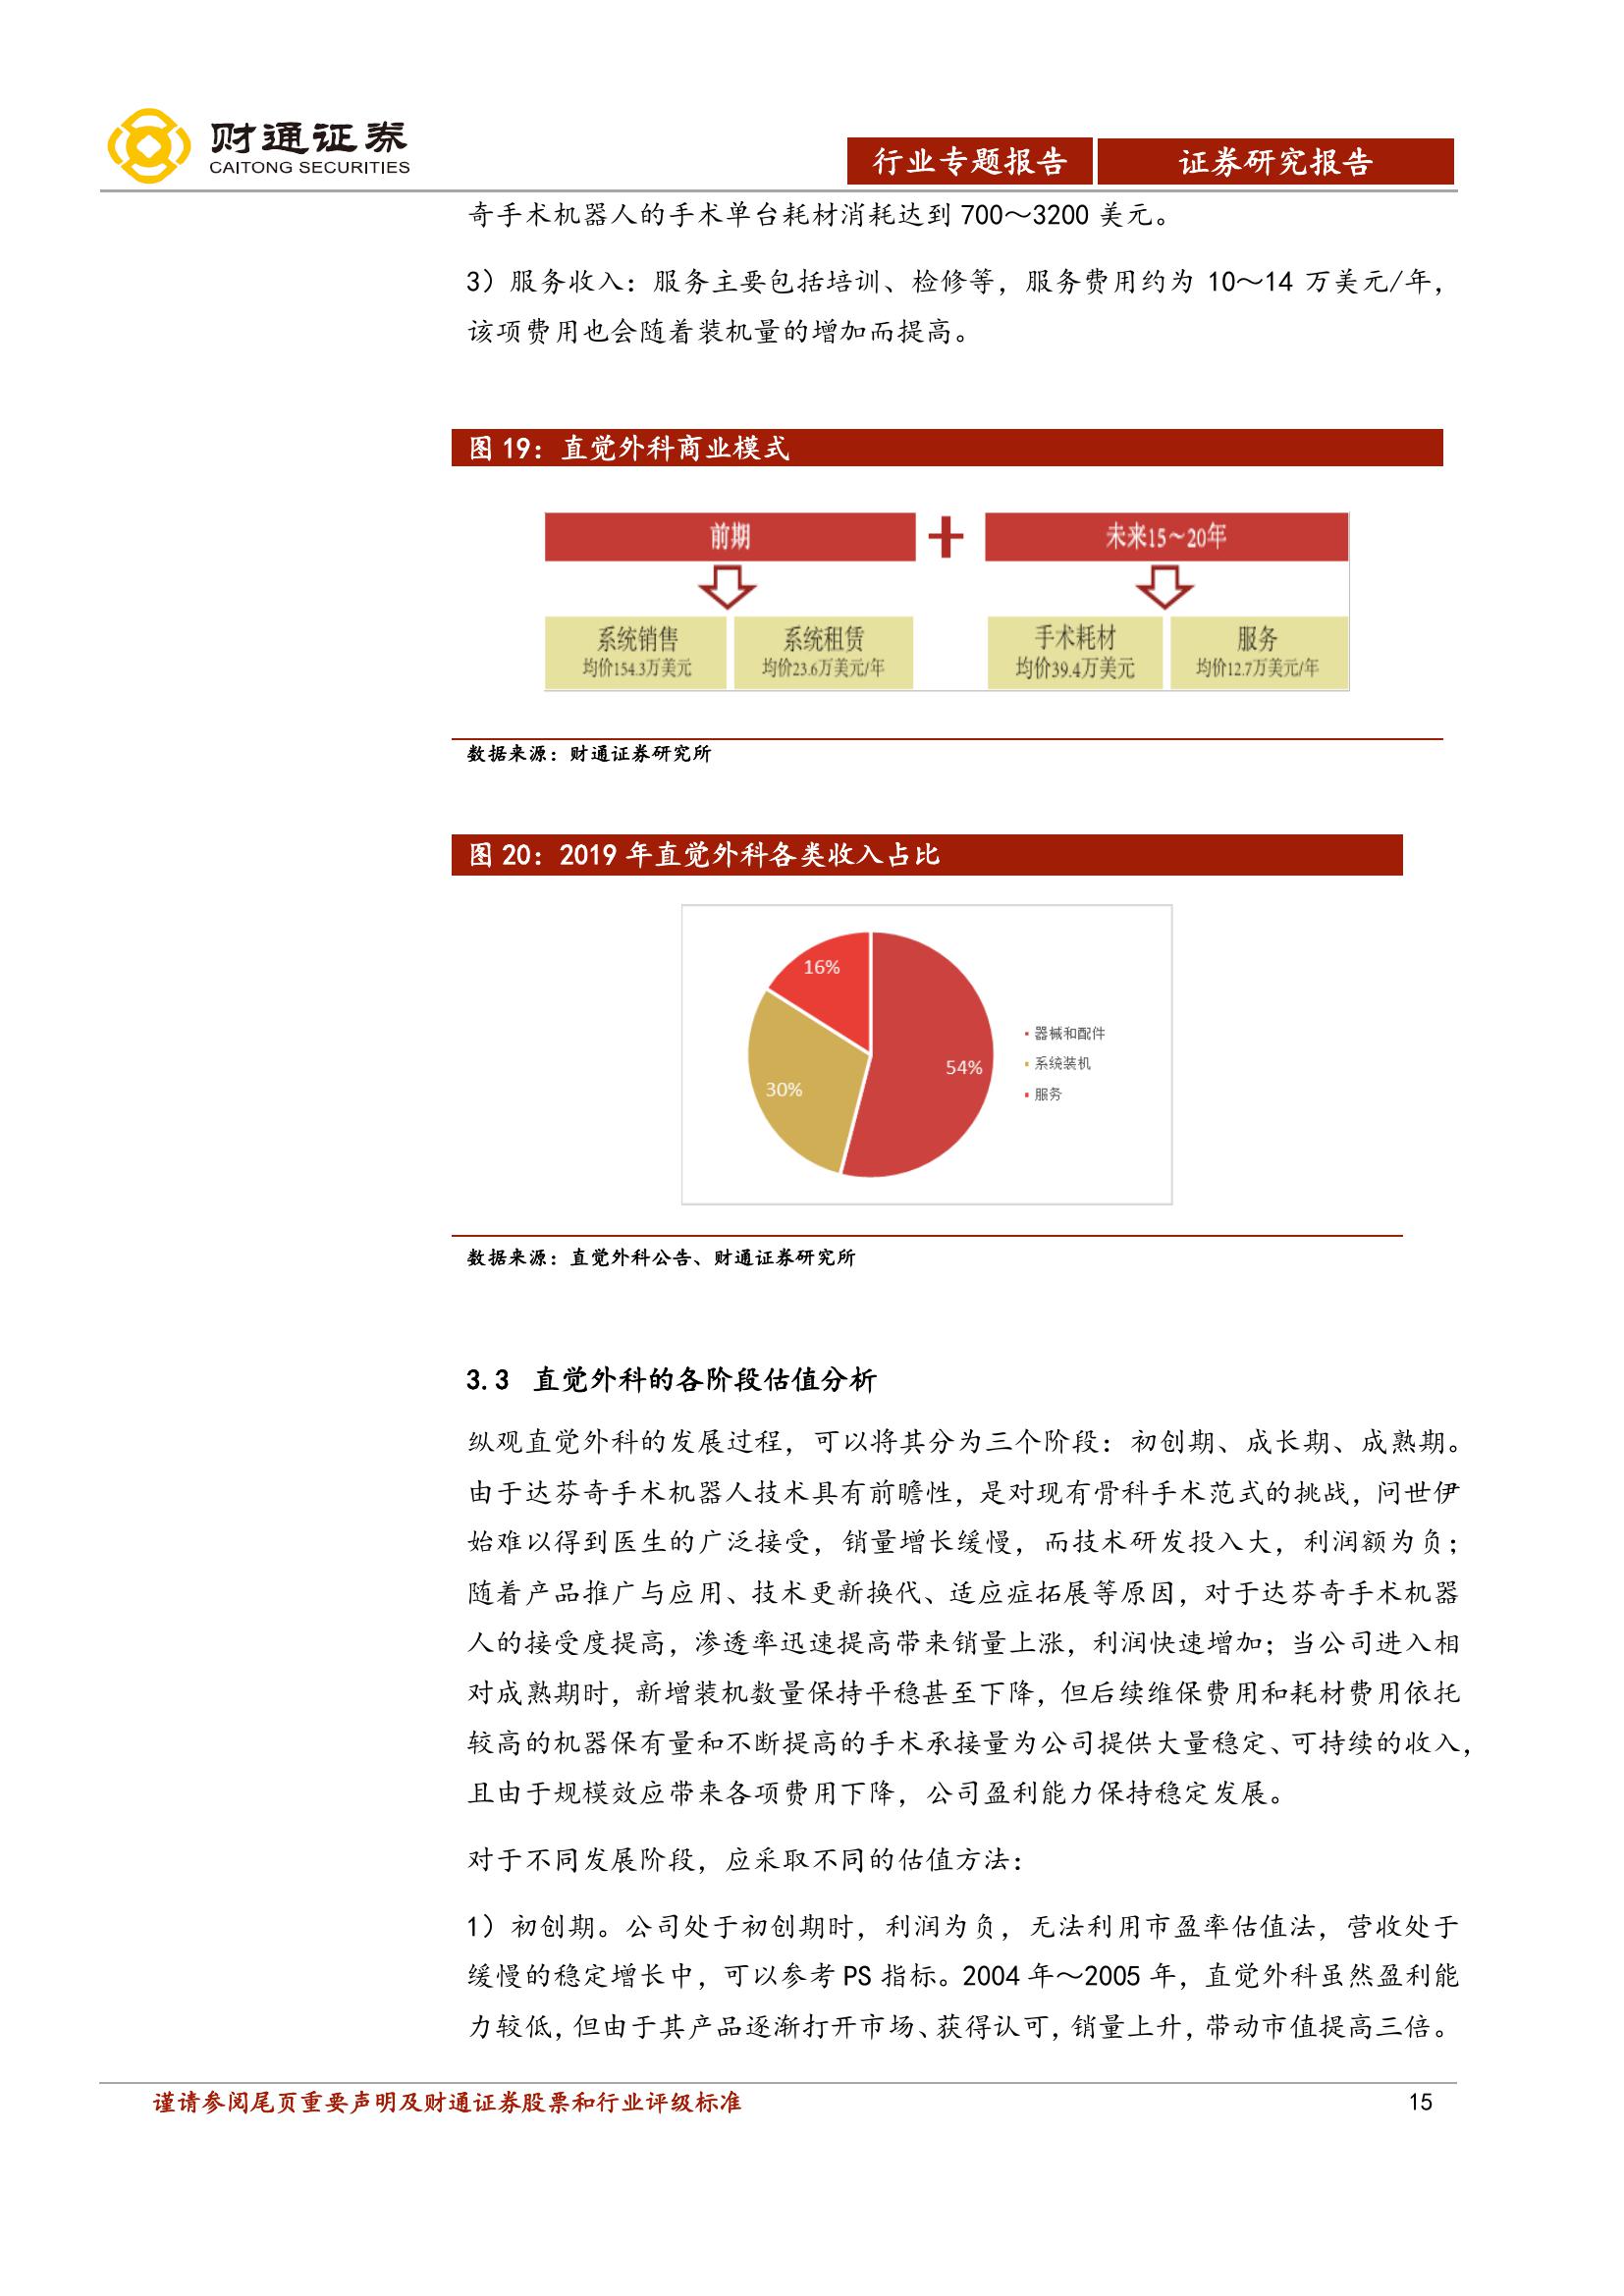 财通证券
CAITONG SECURITIES
行业专题报告
证券研究报告
奇手术机器人的手术单台耗材消耗达到 700～3200 美元。
3）服务收入：服务主要包括培训、检修等，服务费用约为 10～14 万美元/年，
该项费用也会随着装机量的增加而提高。
图 19：直觉外科商业模式
前期
未来15～20年
系统销售
均价154.3万美元
系统租赁
均价23.6万美元/年
手术耗材
均价39.4万美元
服务
均价12.7万美元/年
数据来源：财通证券研究所
图 20：2019 年直觉外科各类收入占比
16%
54%
30%
器械和配件
系统装机
服务
数据来源：直觉外科公告、财通证券研究所
3.3 直觉外科的各阶段估值分析
纵观直觉外科的发展过程，可以将其分为三个阶段：初创期、成长期、成熟期。
由于达芬奇手术机器人技术具有前瞻性，是对现有骨科手术范式的挑战，问世伊
始难以得到医生的广泛接受，销量增长缓慢，而技术研发投入大，利润额为负；
随着产品推广与应用、技术更新换代、适应症拓展等原因，对于达芬奇手术机器
人的接受度提高，渗透率迅速提高带来销量上涨，利润快速增加；当公司进入相
对成熟期时，新增装机数量保持平稳甚至下降，但后续维保费用和耗材费用依托
较高的机器保有量和不断提高的手术承接量为公司提供大量稳定、可持续的收入，
且由于规模效应带来各项费用下降，公司盈利能力保持稳定发展。
对于不同发展阶段，应采取不同的估值方法：
1）初创期。公司处于初创期时，利润为负，无法利用市盈率估值法，营收处于
缓慢的稳定增长中，可以参考 PS 指标。2004 年～2005 年，直觉外科虽然盈利能
力较低，但由于其产品逐渐打开市场、获得认可，销量上升，带动市值提高三倍。
谨请参阅尾页重要声明及财通证券股票和行业评级标准
15